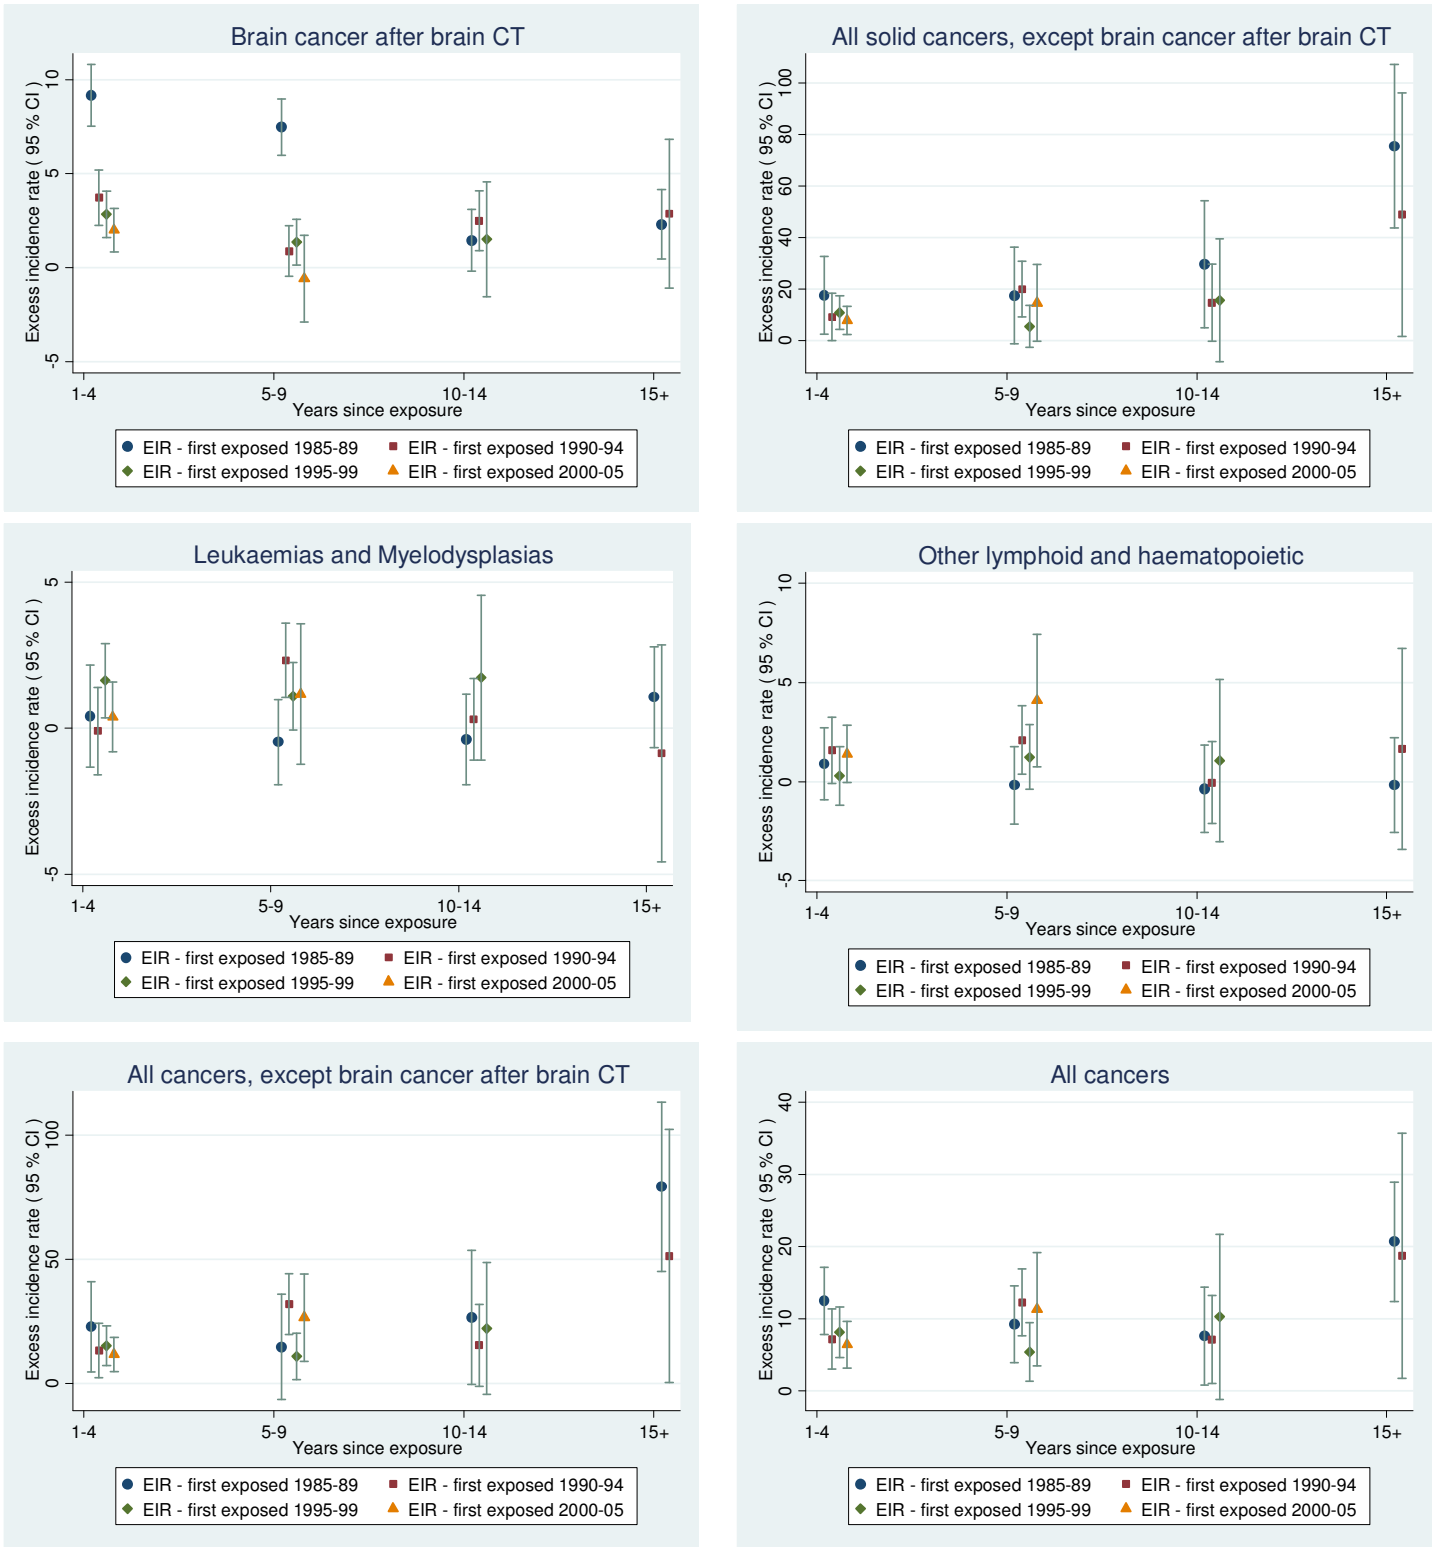 Brain cancer after brain CT
Excess incidence rate ( 95 % CI )
10
5
0
-5
1-4 5-9 10-14 15+
Years since exposure
EIR - first exposed 1985-89 EIR - first exposed 1990-94
EIR - first exposed 1995-99 EIR - first exposed 2000-05
All solid cancers, except brain cancer after brain CT
Excess incidence rate ( 95 % CI )
100
80
60
40
20
0
1-4 5-9 10-14 15+
Years since exposure
EIR - first exposed 1985-89 EIR - first exposed 1990-94
EIR - first exposed 1995-99 EIR - first exposed 2000-05
Leukaemias and Myelodysplasias
Excess incidence rate ( 95 % CI )
5
0
-5
1-4 5-9 10-14 15+
Years since exposure
EIR - first exposed 1985-89 EIR - first exposed 1990-94
EIR - first exposed 1995-99 EIR - first exposed 2000-05
Other lymphoid and haematopoietic
Excess incidence rate ( 95 % CI )
10
5
0
-5
1-4 5-9 10-14 15+
Years since exposure
EIR - first exposed 1985-89 EIR - first exposed 1990-94
EIR - first exposed 1995-99 EIR - first exposed 2000-05
All cancers, except brain cancer after brain CT
Excess incidence rate ( 95 % CI )
100
50
0
1-4 5-9 10-14 15+
Years since exposure
EIR - first exposed 1985-89 EIR - first exposed 1990-94
EIR - first exposed 1995-99 EIR - first exposed 2000-05
All cancers
Excess incidence rate ( 95 % CI )
40
30
20
10
0
1-4 5-9 10-14 15+
Years since exposure
EIR - first exposed 1985-89 EIR - first exposed 1990-94
EIR - first exposed 1995-99 EIR - first exposed 2000-05